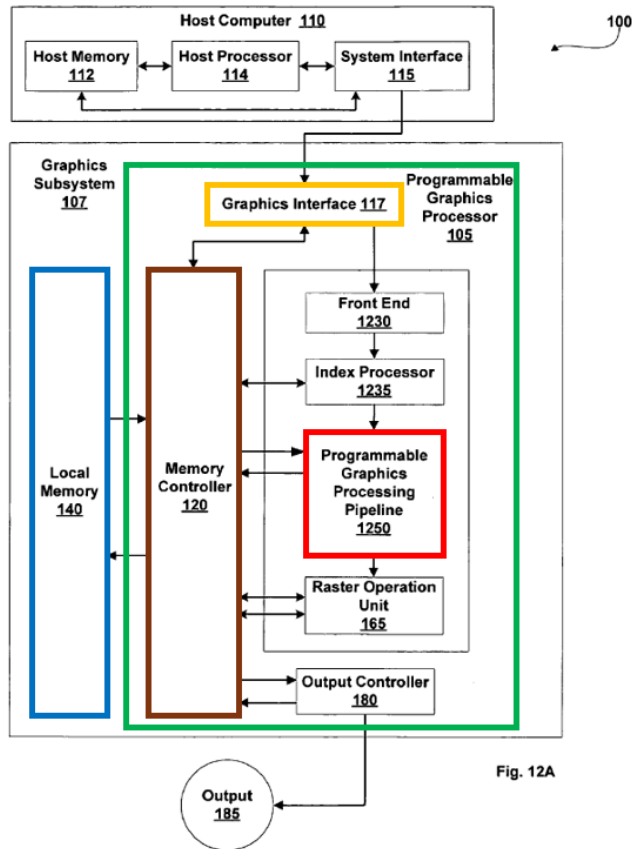 Host Computer 110
100
Host Memory
112
Host Processor
114
System Interface
115
Graphics
Subsystem
107
Programmable
Graphics
Processor
105
Graphics Interface 117
Front End
1230
Index Processor
1235
Local
Memory
140
Memory
Controller
120
Programmable
Graphics
Processing
Pipeline
1250
Raster Operation
Unit
165
Output Controller
180
Output
185
Fig. 12A